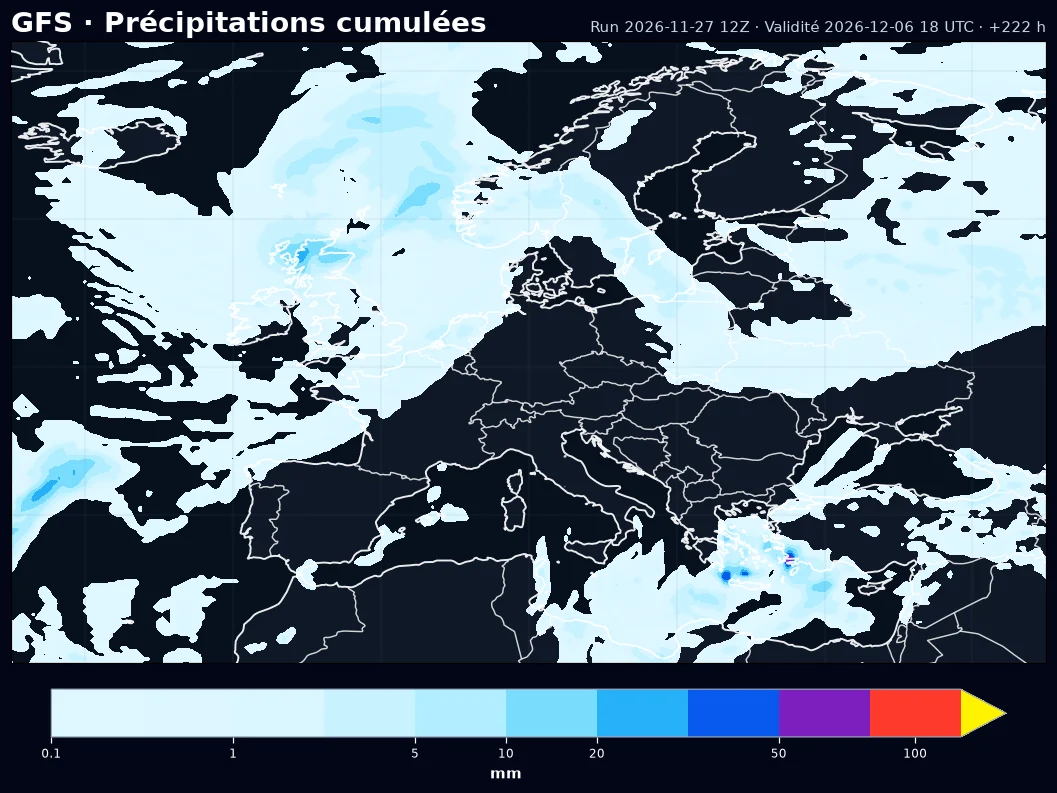 GFS · Précipitations cumulées
Run 2026-11-27 12Z · Validité 2026-12-06 18 UTC · +222 h
0.1 1 5 10 20 50 100
mm